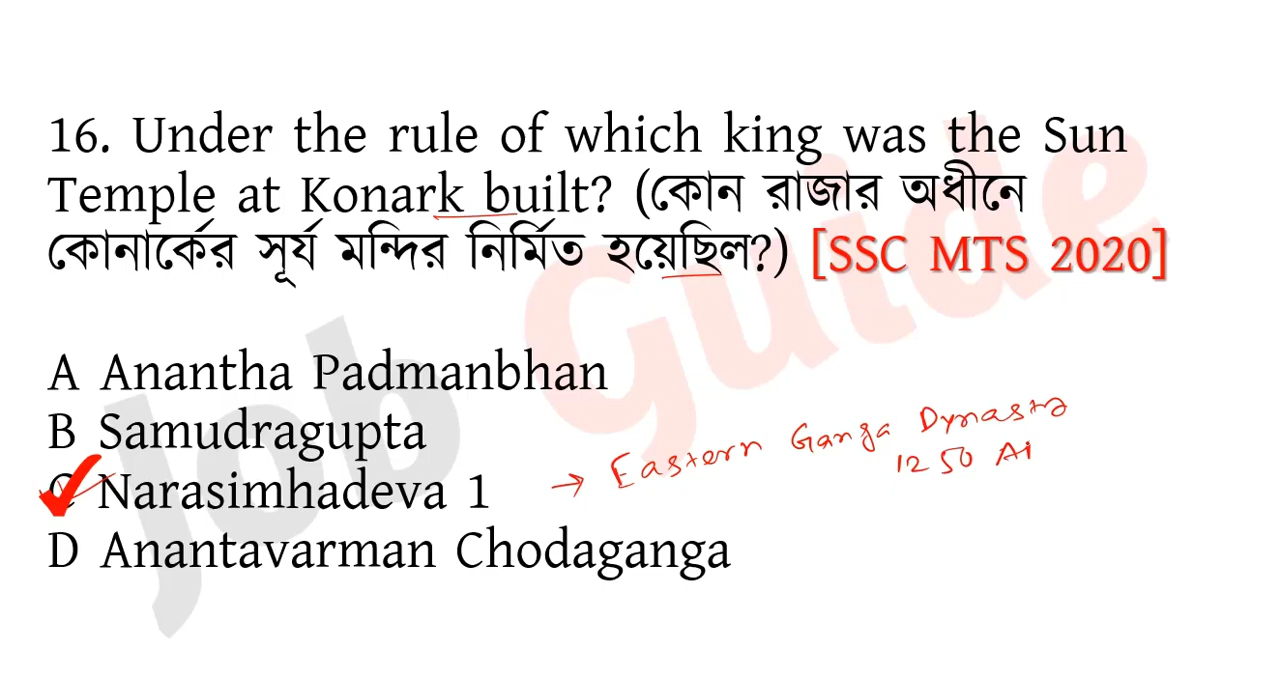 16. Under the rule of which king was the Sun
Temple at Konark built? (কোন রাজার অধীনে
কোনার্কের সূর্য মন্দির নির্মিত হয়েছিল?) [SSC MTS 2020]
Job Guide
A Anantha Padmanbhan
B Samudragupta
C Narasimhadeva 1
→ Eastern Ganga Dynasty
1250
D Anantavarman Chodaganga